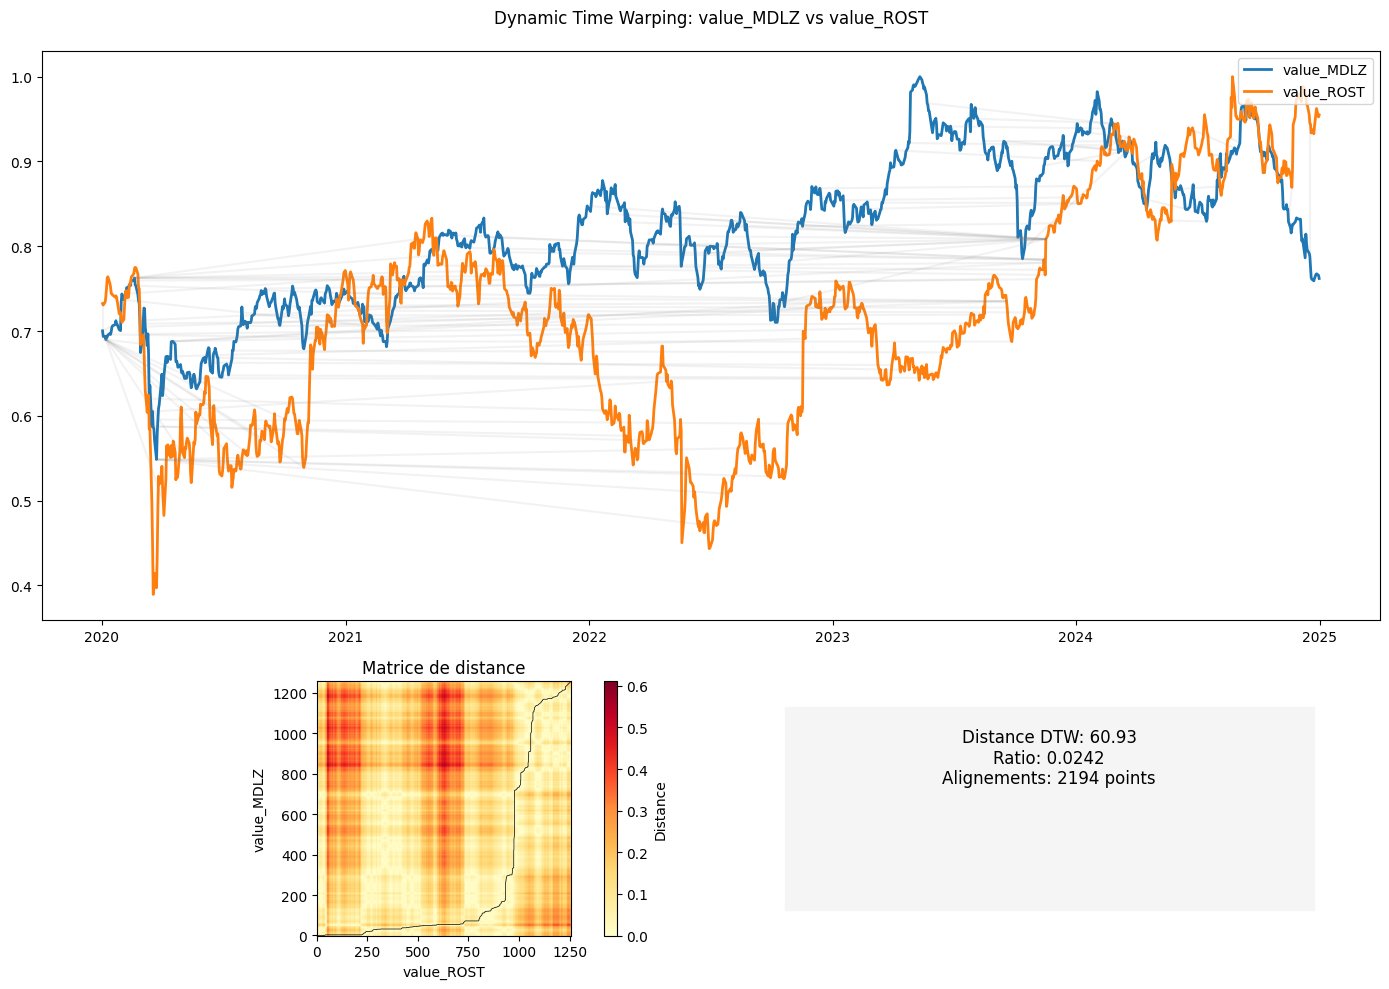 Dynamic Time Warping: value_MDLZ vs value_ROST
value_MDLZ
value_ROST
1.0
0.9
0.8
0.7
0.6
0.5
0.4
2020 2021 2022 2023 2024 2025
Matrice de distance
value_MDLZ
1200
1000
800
600
400
200
0
0 250 500 750 1000 1250
value_ROST
0.6
0.5
0.4
0.3
0.2
0.1
0.0
Distance
Distance DTW: 60.93
Ratio: 0.0242
Alignements: 2194 points